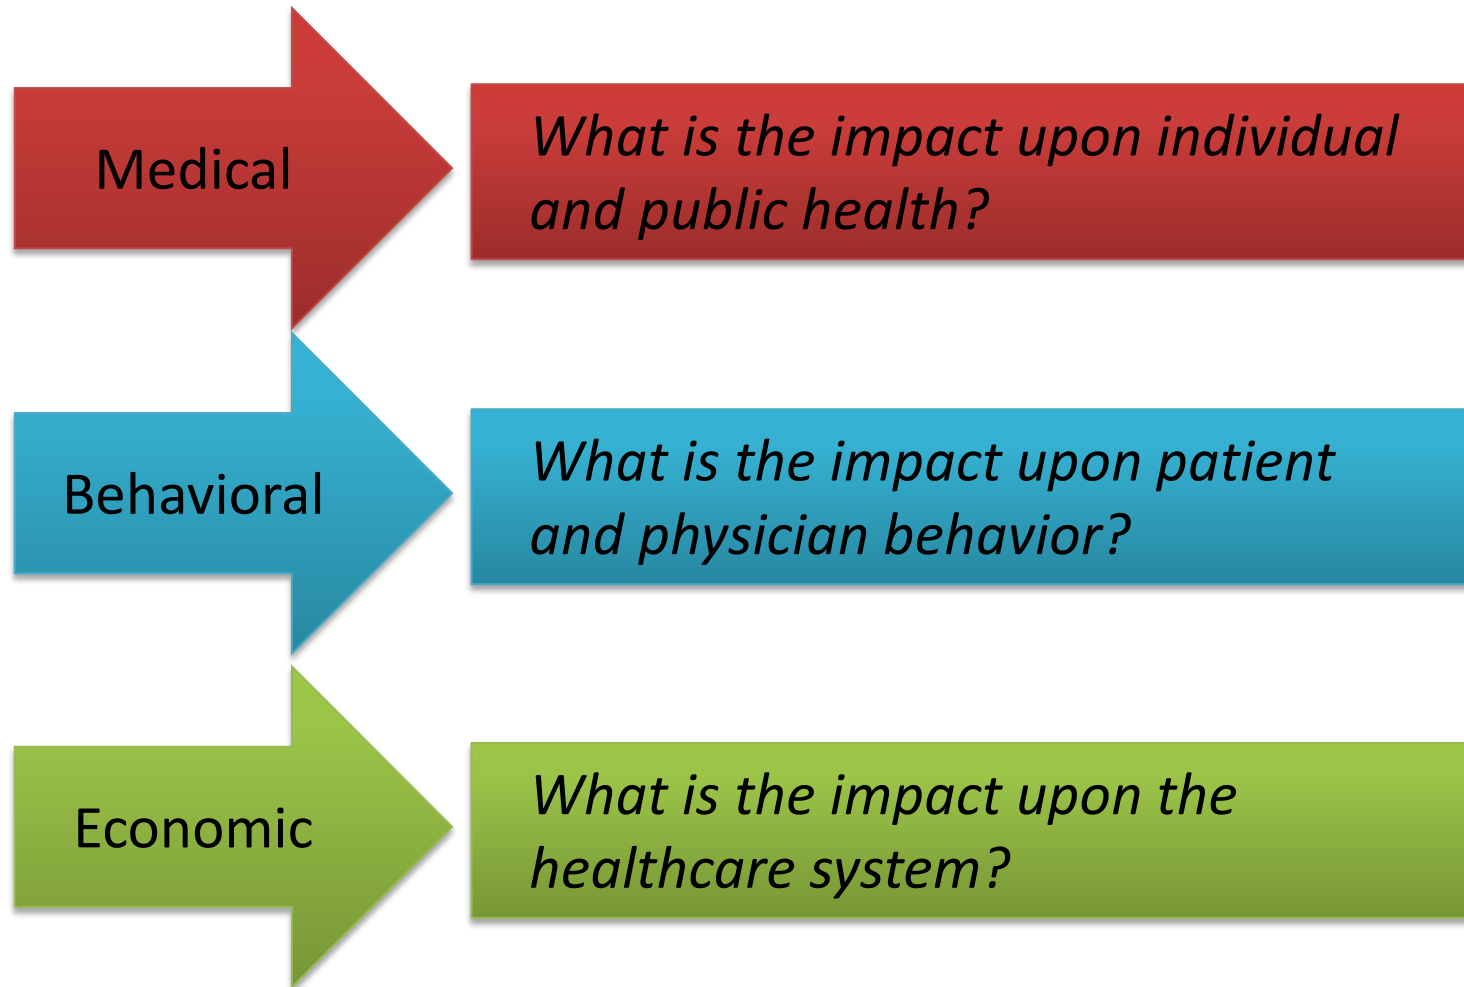 Medical
What is the impact upon individual
and public health?
Behavioral
What is the impact upon patient
and physician behavior?
Economic
What is the impact upon the
healthcare system?